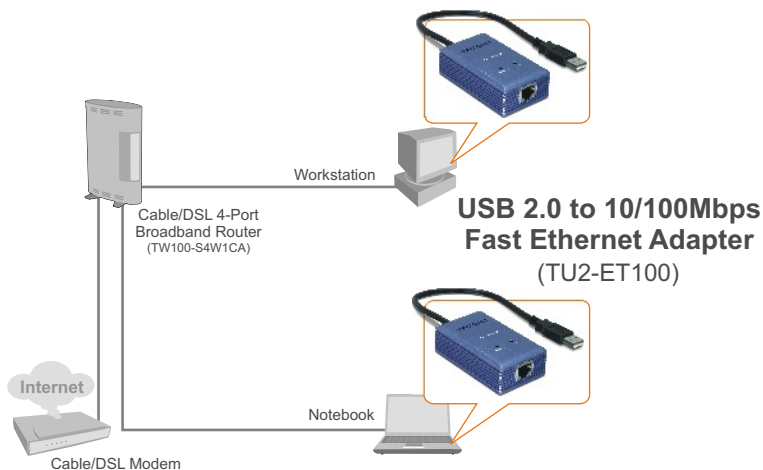 Workstation
Cable/DSL 4-Port
Broadband Router
(TW100-S4W1CA)
USB 2.0 to 10/100Mbps
Fast Ethernet Adapter
(TU2-ET100)
Internet
Notebook
Cable/DSL Modem